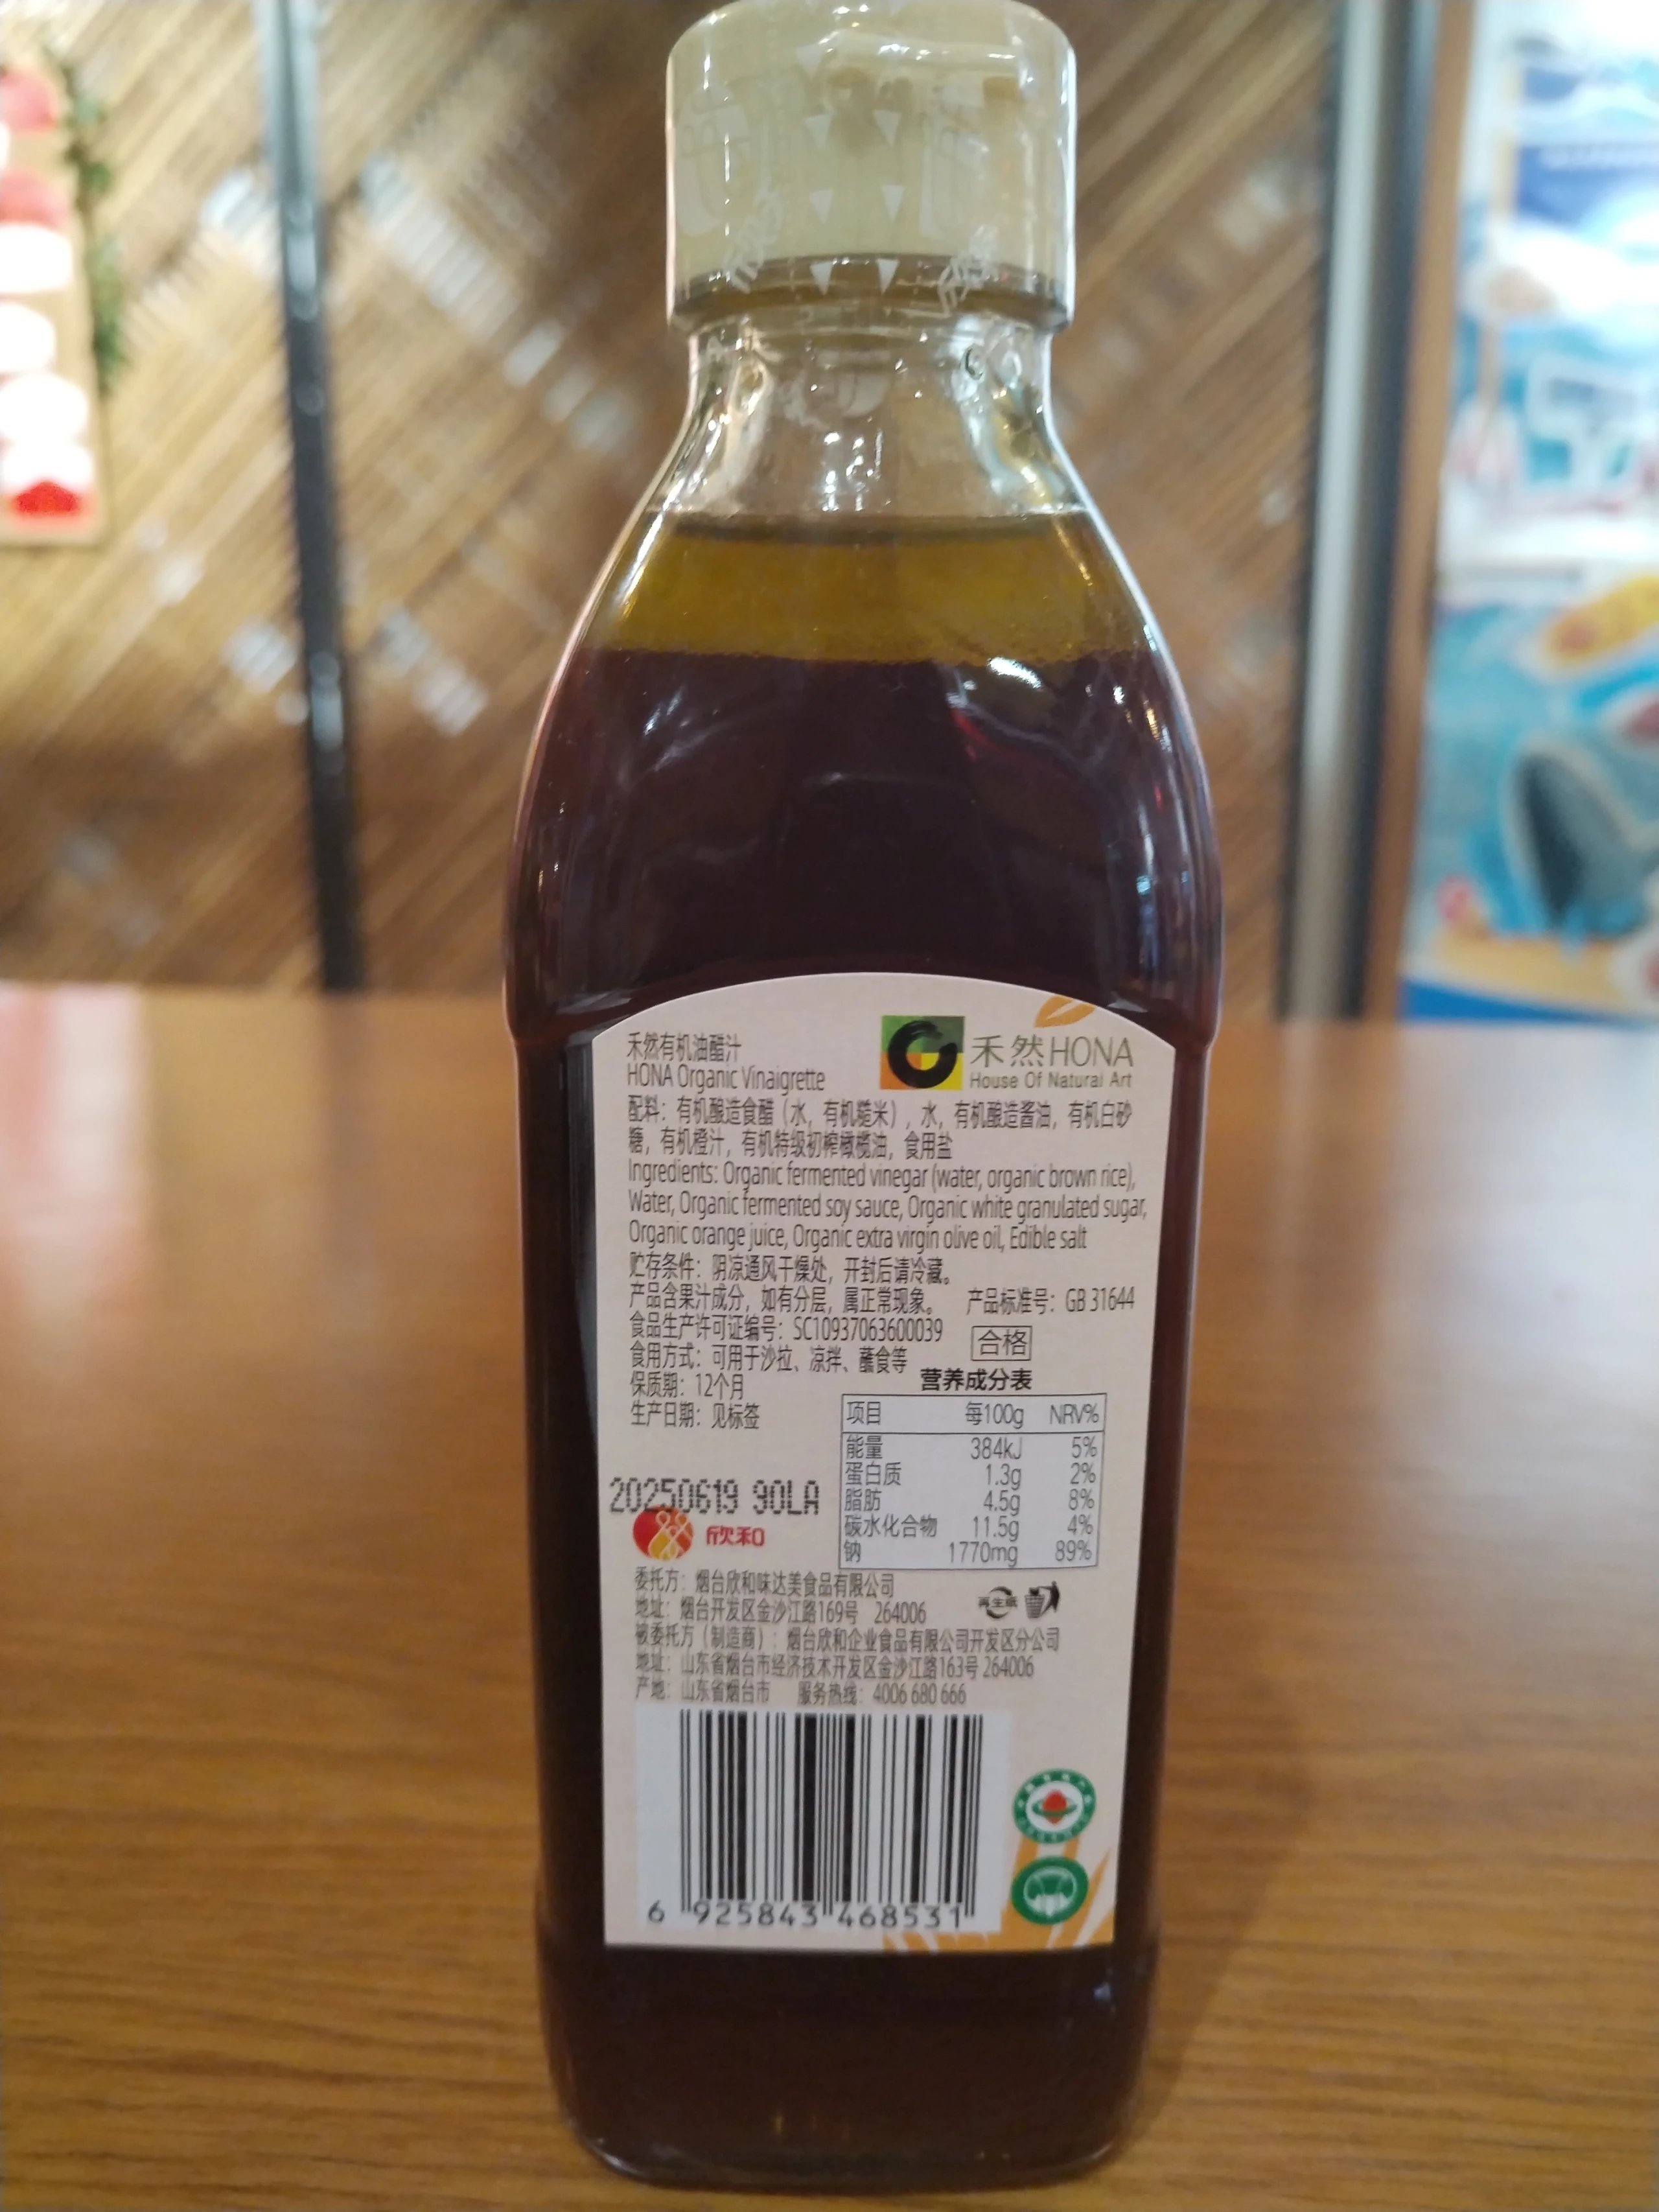 禾然有机油醋汁
HONA Organic Vinaigrette
禾然HONA
House Of Natural Art
配料：有机酿造食醋（水，有机糙米），水，有机酿造酱油，有机白砂
糖，有机橙汁，有机特级初榨橄榄油，食用盐
Ingredients: Organic fermented vinegar (water, organic brown rice),
Water, Organic fermented soy sauce, Organic white granulated sugar,
Organic orange juice, Organic extra virgin olive oil, Edible salt
贮存条件：阴凉通风干燥处，开封后请冷藏。
产品含果汁成分，如有分层，属正常现象。 产品标准号：GB 31644
食品生产许可证编号：SC10937063600039
合格
食用方式：可用于沙拉、凉拌、蘸食等
保质期：12个月
生产日期：见标签
营养成分表
项目 每100g NRV%
能量 384kJ 5%
蛋白质 1.3g 2%
脂肪 4.5g 8%
碳水化合物 11.5g 4%
钠 1770mg 89%
20250619 90LA
欣和
委托方：烟台欣和味达美食品有限公司
地址：烟台开发区金沙江路169号 264006
再生纸
被委托方（制造商）：烟台欣和企业食品有限公司开发区分公司
地址：山东省烟台市经济技术开发区金沙江路163号 264006
产地：山东省烟台市 服务热线：4006 680 666
6 925843 468531